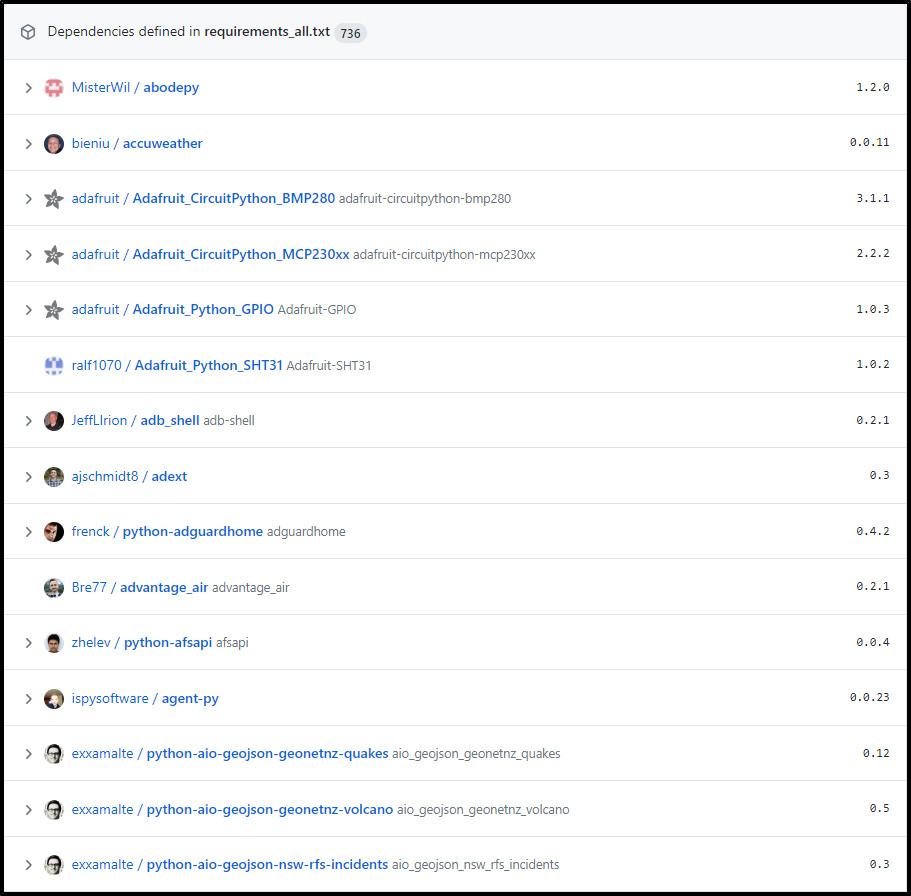 Dependencies defined in requirements_all.txt 736
MisterWil / abodepy 1.2.0
bieniu / accuweather 0.0.11
adafruit / Adafruit_CircuitPython_BMP280 adafruit-circuitpython-bmp280 3.1.1
adafruit / Adafruit_CircuitPython_MCP230xx adafruit-circuitpython-mcp230xx 2.2.2
adafruit / Adafruit_Python_GPIO Adafruit-GPIO 1.0.3
ralf1070 / Adafruit_Python_SHT31 Adafruit-SHT31 1.0.2
JeffLIrion / adb_shell adb-shell 0.2.1
ajschmidt8 / adext 0.3
frenck / python-adguardhome adguardhome 0.4.2
Bre77 / advantage_air advantage_air 0.2.1
zhelev / python-afsapi afsapi 0.0.4
ispysoftware / agent-py 0.0.23
exxamalte / python-aio-geojson-geonetnz-quakes aio_geojson_geonetnz_quakes 0.12
exxamalte / python-aio-geojson-geonetnz-volcano aio_geojson_geonetnz_volcano 0.5
exxamalte / python-aio-geojson-nsw-rfs-incidents aio_geojson_nsw_rfs_incidents 0.3